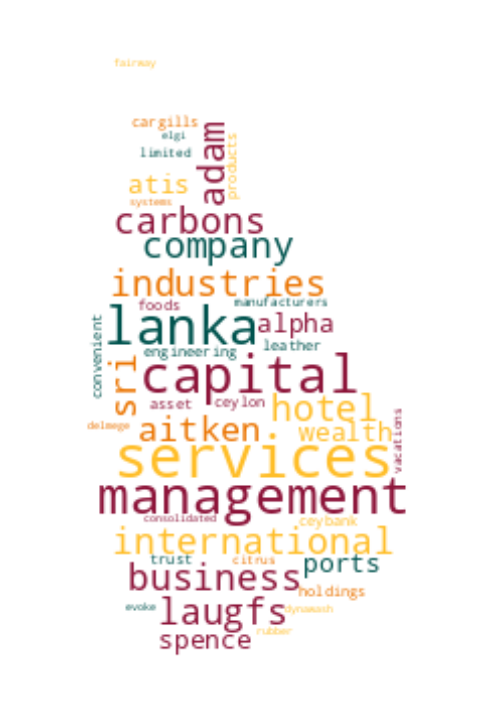 fairway
cargills
elgi
adam
products
limited
atis
systems
carbons
company
industries
foods
manufacturers
lanka
alpha
convenient
engineering
leather
sri
capital
asset
ceylon
hotel
delmege
aitken.
wealth
vacations
services
management
consolidated
ceybank
international
trust
citrus
ports
business
holdings
evoke
laugfs
dynawash
rubber
spence